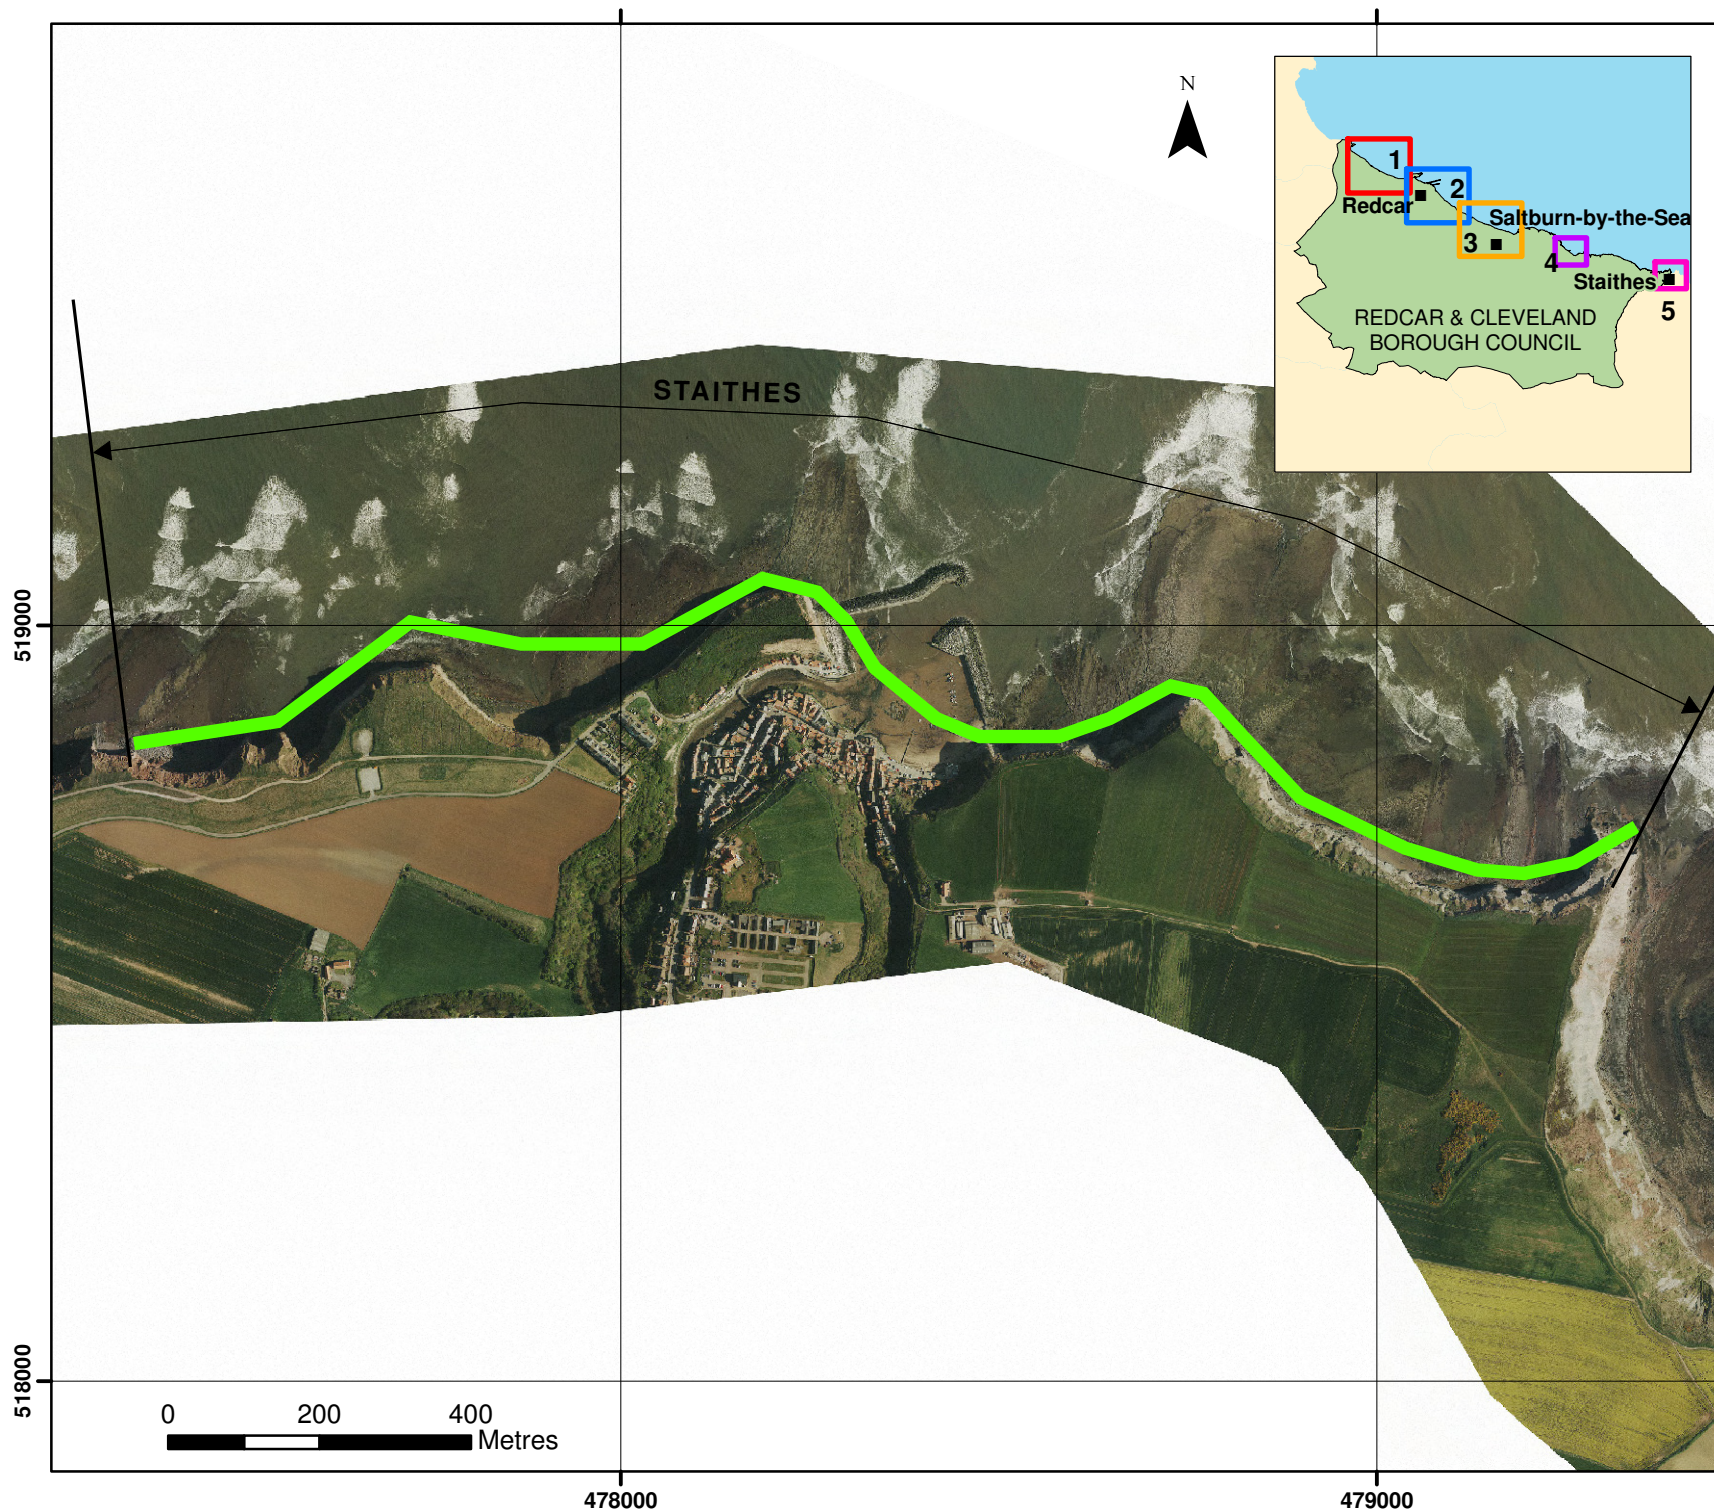 N
1
2
Redcar
Saltburn-by-the-Sea
3
4
Staithes
5
REDCAR & CLEVELAND
BOROUGH COUNCIL
STAITHES
519000
518000
0 200 400
Metres
478000 479000